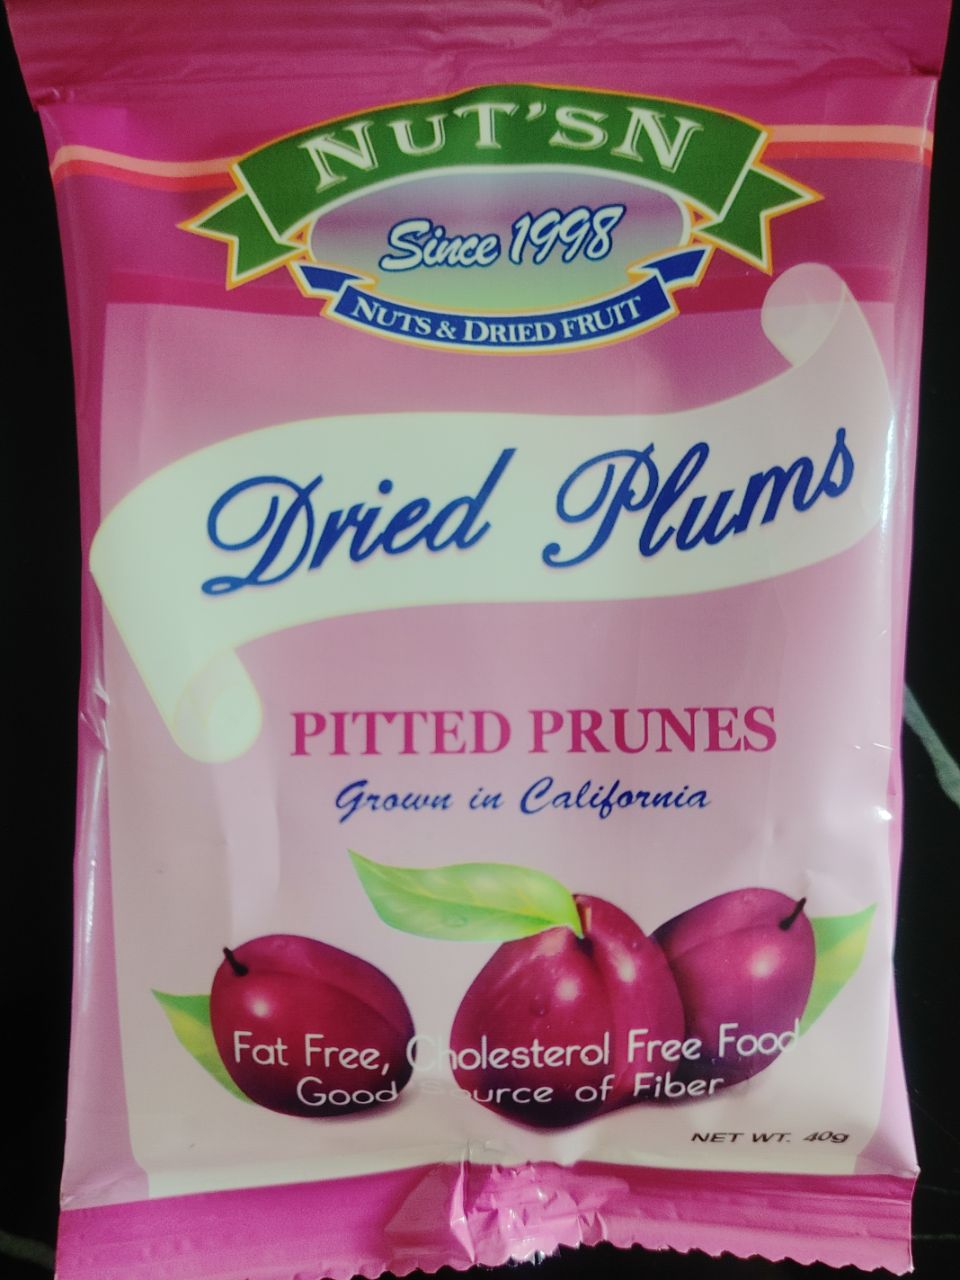 NUT'SN
Since 1998
NUTS & DRIED FRUIT
Dried Plums
PITTED PRUNES
Grown in California
Fat Free, Cholesterol Free Food
Good Source of Fiber
NET WT. 40g